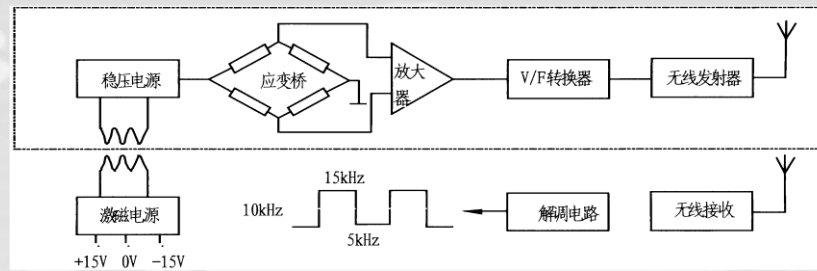 稳压电源
应变桥
放大
器
V/F转换器
无线发射器
激磁电源
+15V 0V -15V
15kHz
10kHz
5kHz
解调电路
无线接收